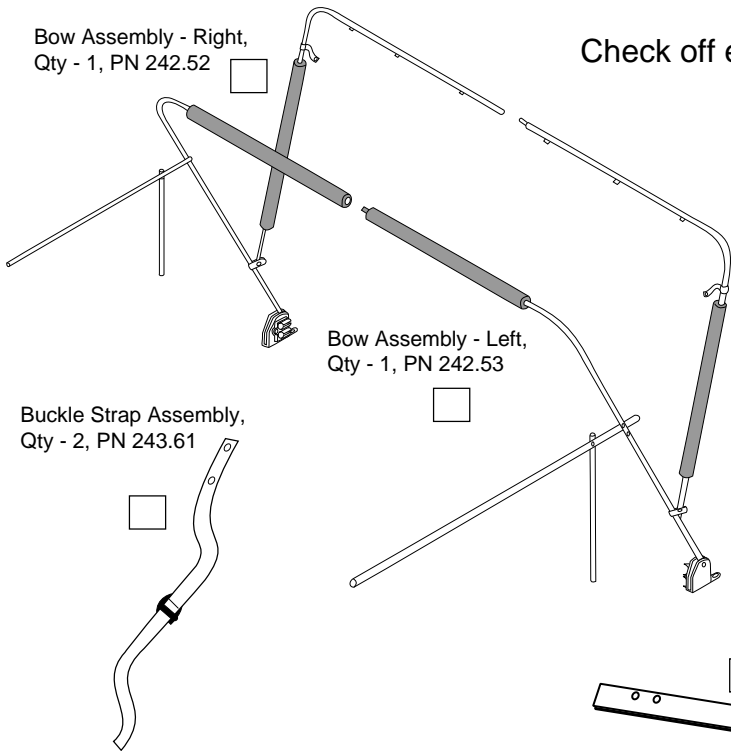 Bow Assembly - Right,
Qty - 1, PN 242.52
Check off e
Bow Assembly - Left,
Qty - 1, PN 242.53
Buckle Strap Assembly,
Qty - 2, PN 243.61